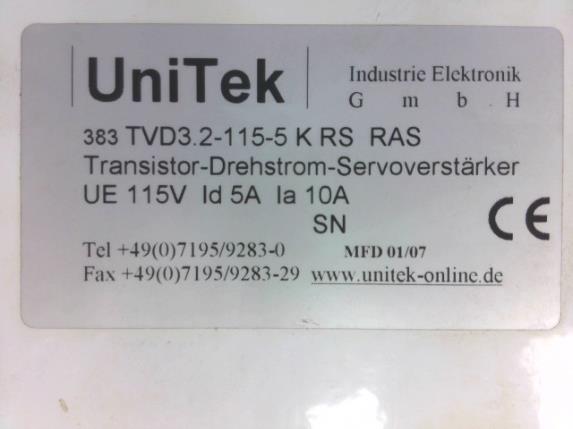 UniTek
Industrie Elektronik
G m b H
383 TVD3.2-115-5 K RS RAS
Transistor-Drehstrom-Servoverstärker
UE 115V Id 5A Ia 10A
SN
CE
Tel +49(0)7195/9283-0 MFD 01/07
Fax +49(0)7195/9283-29 www.unitek-online.de